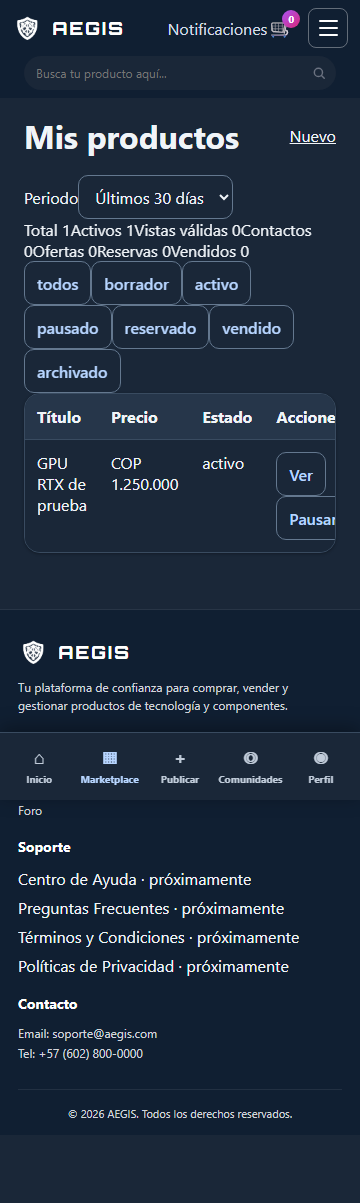 AEGIS
Notificaciones
0
Busca tu producto aquí...
Mis productos
Nuevo
Periodo
Últimos 30 días
Total 1Activos 1Vistas válidas 0Contactos
0Ofertas 0Reservas 0Vendidos 0
todos
borrador
activo
pausado
reservado
vendido
archivado
Título Precio Estado Accione
GPU RTX de prueba
COP 1.250.000
activo
Ver
Pausar
AEGIS
Tu plataforma de confianza para comprar, vender y
gestionar productos de tecnología y componentes.
Inicio
Marketplace
Publicar
Comunidades
Perfil
Foro
Soporte
Centro de Ayuda · próximamente
Preguntas Frecuentes · próximamente
Términos y Condiciones · próximamente
Políticas de Privacidad · próximamente
Contacto
Email: soporte@aegis.com
Tel: +57 (602) 800-0000
© 2026 AEGIS. Todos los derechos reservados.